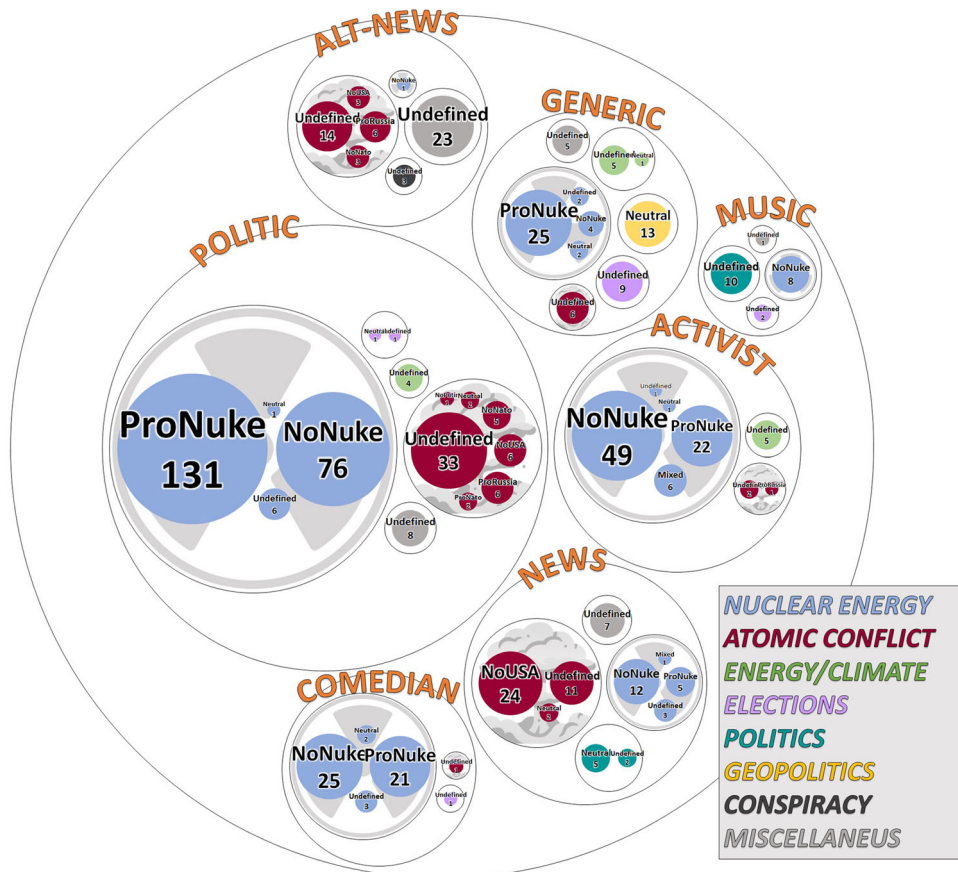 ALT-NEWS
NoUSA
3
Undefined
14
ProRussia
6
NoNato
3
NoNuke
1
Undefined
23
Undefined
3
GENERIC
Undefined
5
Undefined
5
Neutral
1
ProNuke
25
Undefined
2
NoNuke
4
Neutral
2
Neutral
13
Undefined
9
Undefined
6
MUSIC
Undefined
1
Undefined
10
NoNuke
8
Undefined
2
POLITIC
ProNuke
131
Neutral
1
NoNuke
76
Undefined
6
Neutral
1
1
Undefined
4
Neutral
2
NoNato
5
Undefined
33
NoUSA
6
ProRussia
6
ProNato
2
Undefined
8
ACTIVIST
Undefined
1
Neutral
1
NoNuke
49
ProNuke
22
Mixed
6
Undefined
5
Undefined
2
ProRussia
NEWS
Undefined
7
NoUSA
24
Undefined
11
Neutral
2
Mixed
1
NoNuke
12
ProNuke
5
Undefined
3
Neutral
5
Undefined
2
COMEDIAN
Neutral
2
NoNuke
25
ProNuke
21
Undefined
3
Undefined
1
Undefined
1
NUCLEAR ENERGY
ATOMIC CONFLICT
ENERGY/CLIMATE
ELECTIONS
POLITICS
GEOPOLITICS
CONSPIRACY
MISCELLANEUS